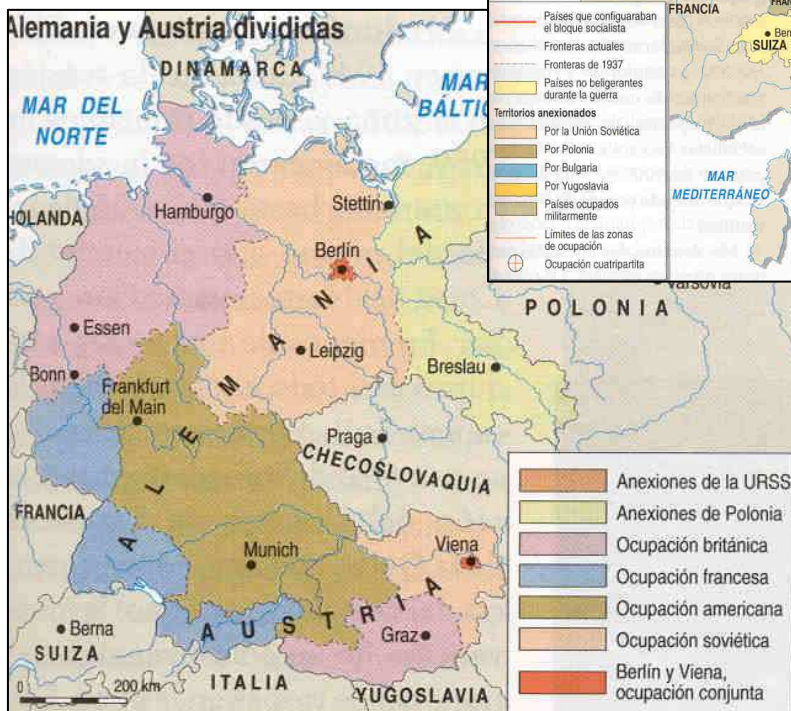 Alemania y Austria divididas
DINAMARCA
MAR DEL
NORTE
MAR
BÁLTI
HOLANDA
Hamburgo
Stettin
Berlín
Essen
Leipzig
Bonn
Frankfurt
del Main
Breslau
POLONIA
Praga
CHECOSLOVAQUIA
ALEMANIA
FRANCIA
Munich
Viena
AUSTRIA
Graz
Berna
SUIZA
ITALIA
YUGOSLAVIA
0 200 km
Países que configuraban
el bloque socialista
Fronteras actuales
Fronteras de 1937
Países no beligerantes
durante la guerra
Territorios anexionados
Por la Unión Soviética
Por Polonia
Por Bulgaria
Por Yugoslavia
Países ocupados
militarmente
Límites de las zonas
de ocupación
Ocupación cuatripartita
FRANCIA
SUIZA
MAR
MEDITERRÁNEO
Anexiones de la URSS
Anexiones de Polonia
Ocupación británica
Ocupación francesa
Ocupación americana
Ocupación soviética
Berlín y Viena,
ocupación conjunta